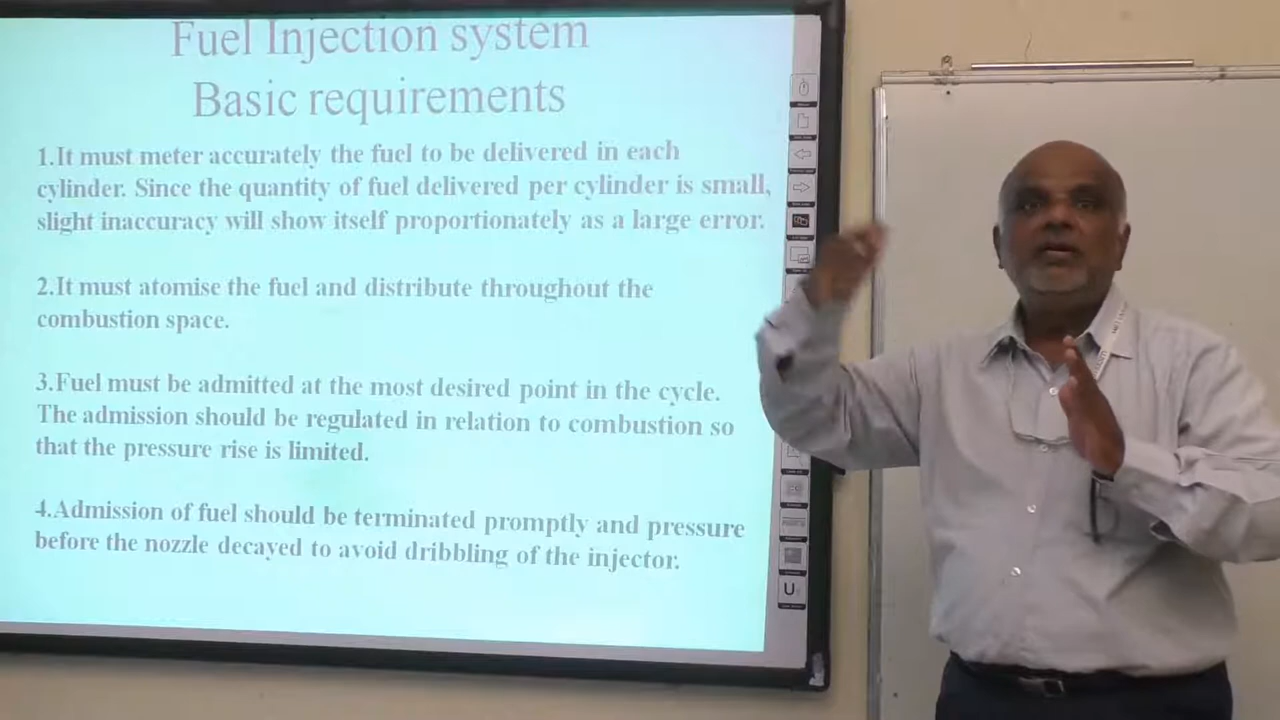 Fuel Injection system
Basic requirements
1.It must meter accurately the fuel to be delivered in each
cylinder. Since the quantity of fuel delivered per cylinder is small,
slight inaccuracy will show itself proportionately as a large error.
2.It must atomise the fuel and distribute throughout the
combustion space.
3.Fuel must be admitted at the most desired point in the cycle.
The admission should be regulated in relation to combustion so
that the pressure rise is limited.
4.Admission of fuel should be terminated promptly and pressure
before the nozzle decayed to avoid dribbling of the injector.
U